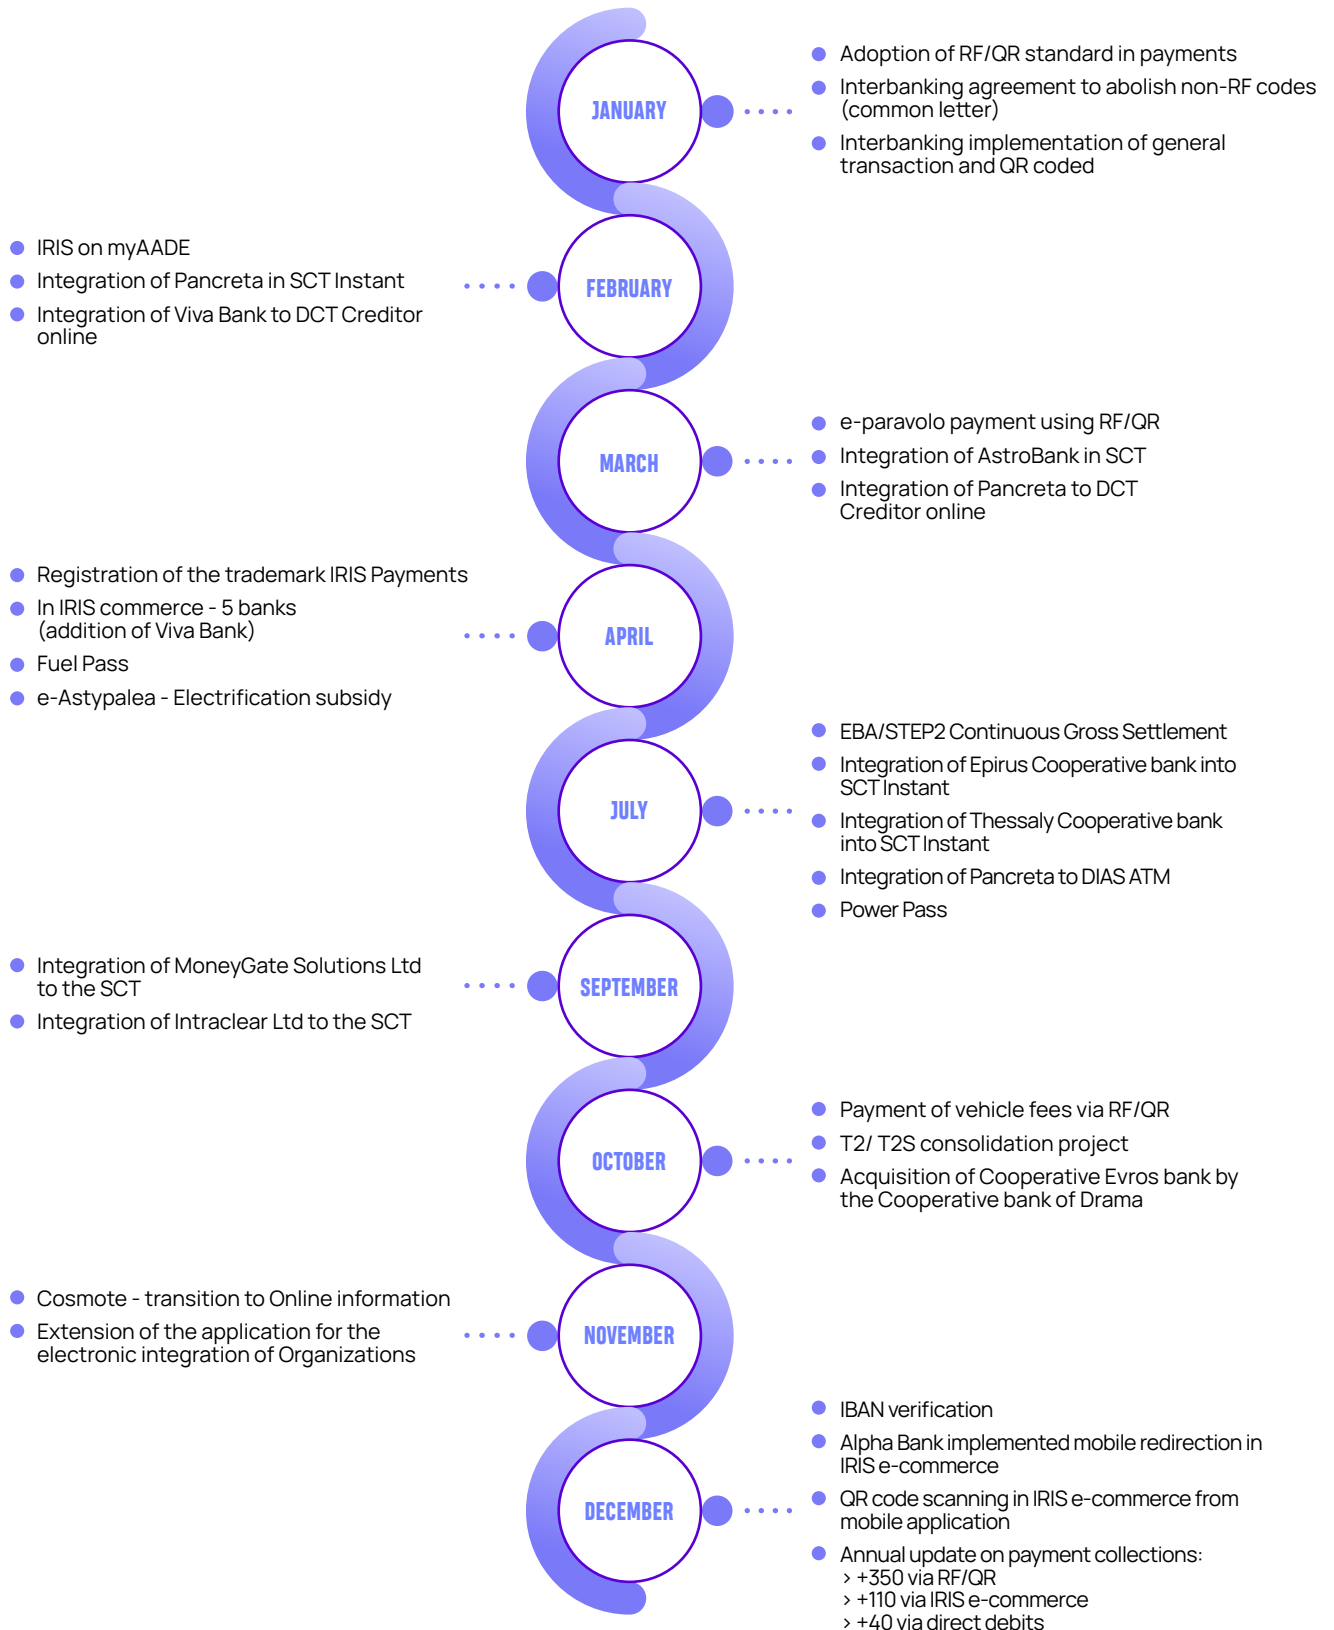 JANUARY
Adoption of RF/QR standard in payments
Interbanking agreement to abolish non-RF codes
(common letter)
Interbanking implementation of general
transaction and QR coded
FEBRUARY
IRIS on myAADE
Integration of Pancreta in SCT Instant
Integration of Viva Bank to DCT Creditor
online
MARCH
e-paravolo payment using RF/QR
Integration of AstroBank in SCT
Integration of Pancreta to DCT
Creditor online
APRIL
Registration of the trademark IRIS Payments
In IRIS commerce - 5 banks
(addition of Viva Bank)
Fuel Pass
e-Astypalea - Electrification subsidy
JULY
EBA/STEP2 Continuous Gross Settlement
Integration of Epirus Cooperative bank into
SCT Instant
Integration of Thessaly Cooperative bank
into SCT Instant
Integration of Pancreta to DIAS ATM
Power Pass
SEPTEMBER
Integration of MoneyGate Solutions Ltd
to the SCT
Integration of Intraclear Ltd to the SCT
OCTOBER
Payment of vehicle fees via RF/QR
T2/ T2S consolidation project
Acquisition of Cooperative Evros bank by
the Cooperative bank of Drama
NOVEMBER
Cosmote - transition to Online information
Extension of the application for the
electronic integration of Organizations
DECEMBER
IBAN verification
Alpha Bank implemented mobile redirection in
IRIS e-commerce
QR code scanning in IRIS e-commerce from
mobile application
Annual update on payment collections:
› +350 via RF/QR
› +110 via IRIS e-commerce
› +40 via direct debits